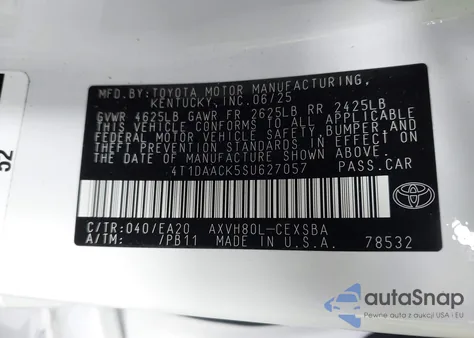 MFD.BY:TOYOTA MOTOR MANUFACTURING,
KENTUCKY, INC. 06/25
GVWR 4625LB GAWR FR 2625LB RR 2425LB
THIS VEHICLE CONFORMS TO ALL APPLICABLE
FEDERAL MOTOR VEHICLE SAFETY, BUMPER, AND
THEFT PREVENTION STANDARDS IN EFFECT ON
THE DATE OF MANUFACTURE SHOWN ABOVE.
4T1DAACK5SU627057 PASS.CAR
C/TR:040/EA20 AXVH80L-CEXSBA
A/TM: /PB11 MADE IN U.S.A. 78532
TOYOTA
52
autoSnap
Pewne auta z aukcji USA i EU